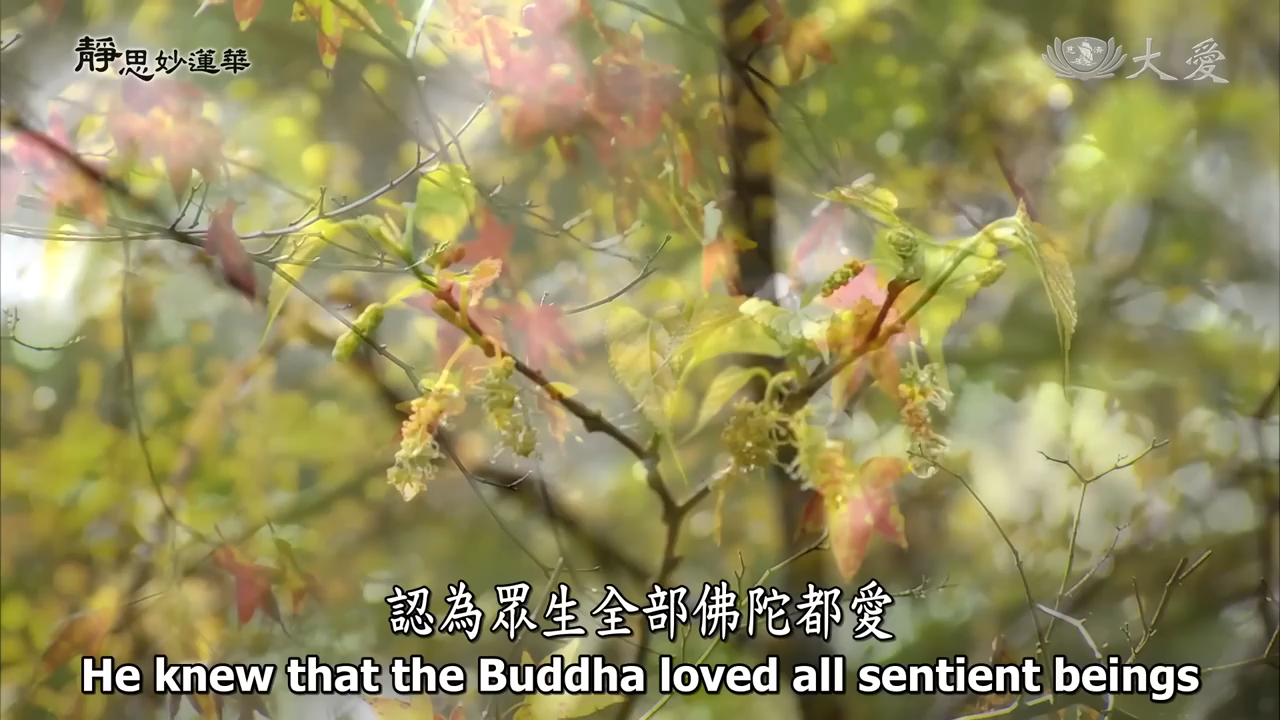 靜思妙蓮華
大愛
認為眾生全部佛陀都愛
He knew that the Buddha loved all sentient beings